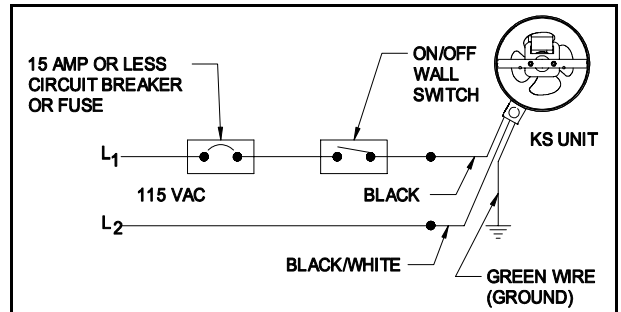 15 AMP OR LESS
CIRCUIT BREAKER
OR FUSE
ON/OFF
WALL
SWITCH
KS UNIT
L1
115 VAC
BLACK
L2
BLACK/WHITE
GREEN WIRE
(GROUND)